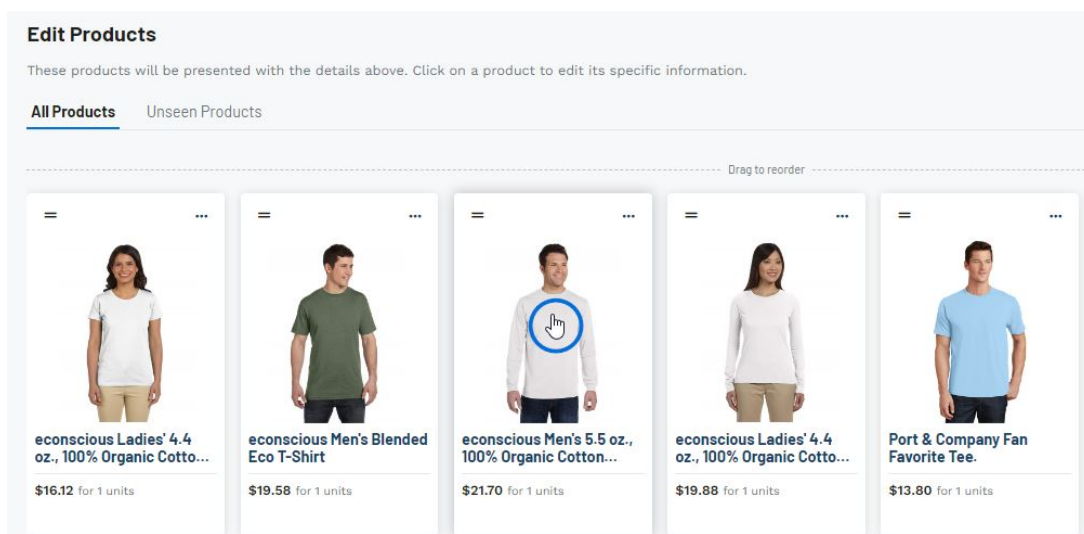 Edit Products
These products will be presented with the details above. Click on a product to edit its specific information.
All Products Unseen Products
Drag to reorder
econscious Ladies' 4.4
oz., 100% Organic Cotto...
$16.12 for 1 units
econscious Men's Blended
Eco T-Shirt
$19.58 for 1 units
econscious Men's 5.5 oz.,
100% Organic Cotton...
$21.70 for 1 units
econscious Ladies' 4.4
oz., 100% Organic Cotto...
$19.88 for 1 units
Port & Company Fan
Favorite Tee.
$13.80 for 1 units